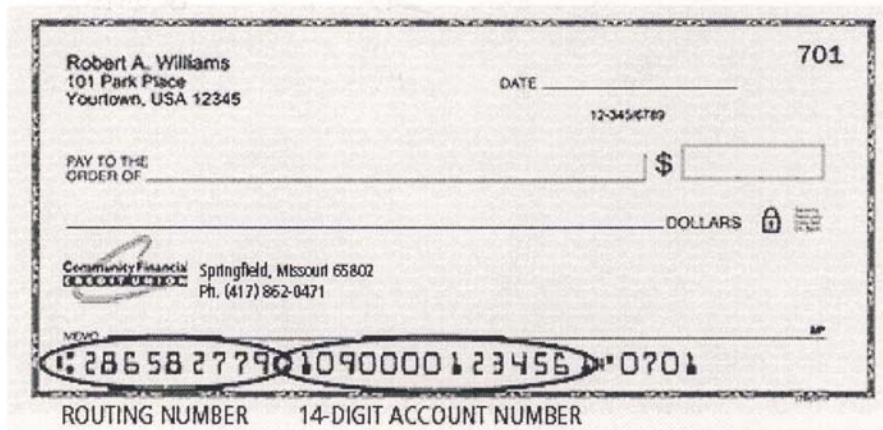 701
Robert A. Williams
101 Park Place
Yourtown, USA 12345
DATE
12-345/6789
PAY TO THE
ORDER OF
$
DOLLARS
Community Financial
CREDIT UNION
Springfield, Missouri 65802
Ph. (417) 862-0471
MEMO
MP
286582779 1090000123456 0701
ROUTING NUMBER 14-DIGIT ACCOUNT NUMBER